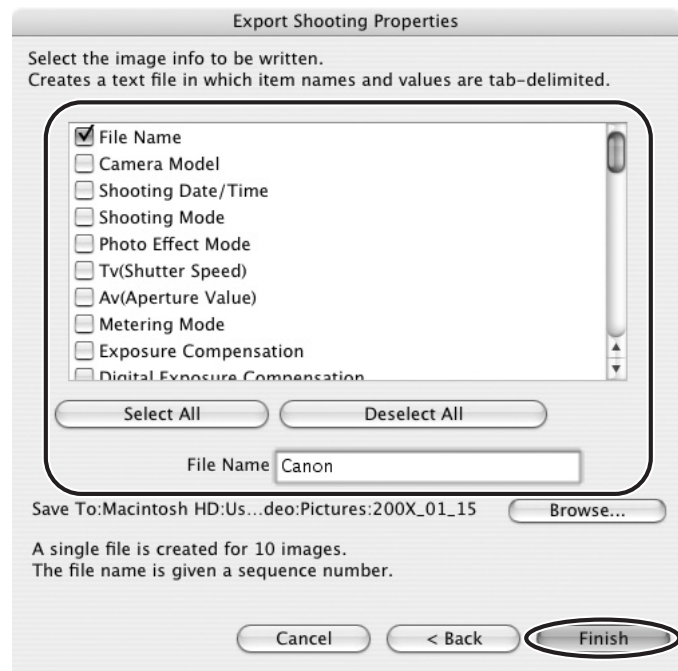 Export Shooting Properties
Select the image info to be written.
Creates a text file in which item names and values are tab-delimited.
File Name
Camera Model
Shooting Date/Time
Shooting Mode
Photo Effect Mode
Tv(Shutter Speed)
Av(Aperture Value)
Metering Mode
Exposure Compensation
Digital Exposure Compensation
Select All Deselect All
File Name Canon
Save To:Macintosh HD:Us...deo:Pictures:200X_01_15 Browse...
A single file is created for 10 images.
The file name is given a sequence number.
Cancel < Back Finish